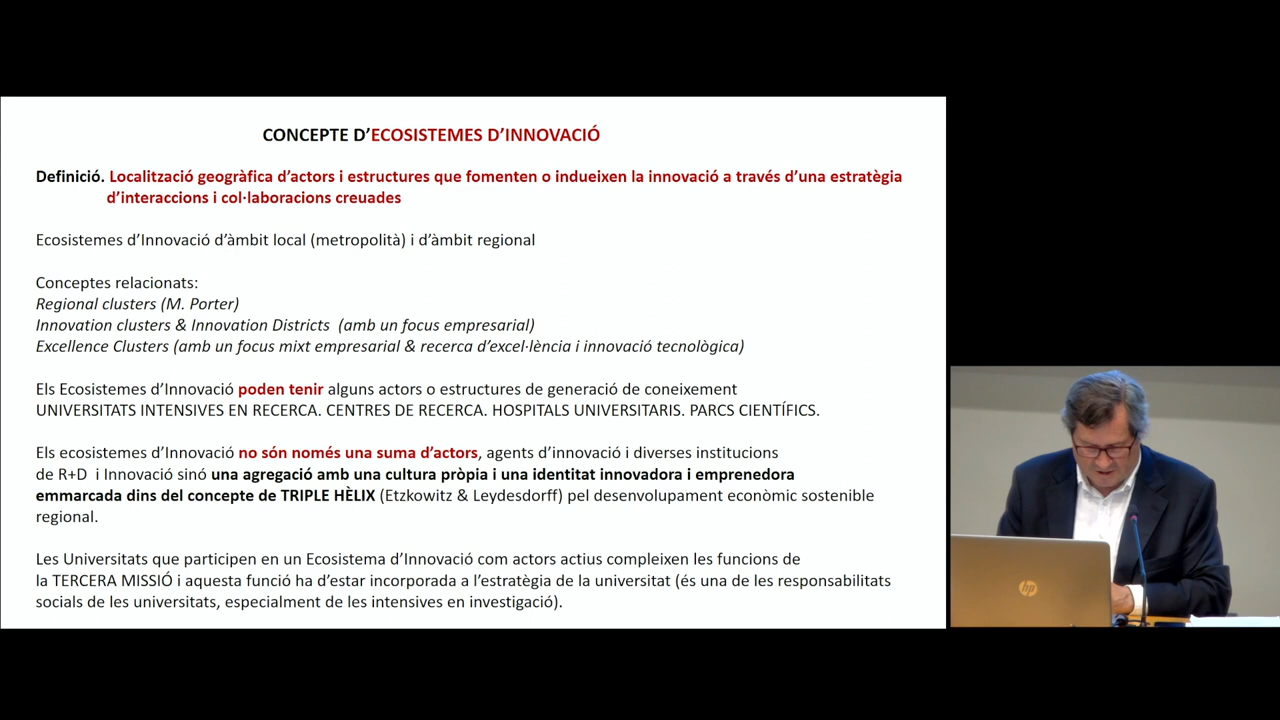 CONCEPTE D’ECOSISTEMES D’INNOVACIÓ
Definició. Localització geogràfica d’actors i estructures que fomenten o indueixen la innovació a través d’una estratègia
d’interaccions i col·laboracions creuades
Ecosistemes d’Innovació d’àmbit local (metropolità) i d’àmbit regional
Conceptes relacionats:
Regional clusters (M. Porter)
Innovation clusters & Innovation Districts (amb un focus empresarial)
Excellence Clusters (amb un focus mixt empresarial & recerca d’excel·lència i innovació tecnològica)
Els Ecosistemes d’Innovació poden tenir alguns actors o estructures de generació de coneixement
UNIVERSITATS INTENSIVES EN RECERCA. CENTRES DE RECERCA. HOSPITALS UNIVERSITARIS. PARCS CIENTÍFICS.
Els ecosistemes d’Innovació no són només una suma d’actors, agents d’innovació i diverses institucions
de R+D i Innovació sinó una agregació amb una cultura pròpia i una identitat innovadora i emprenedora
emmarcada dins del concepte de TRIPLE HÈLIX (Etzkowitz & Leydesdorff) pel desenvolupament econòmic sostenible
regional.
Les Universitats que participen en un Ecosistema d’Innovació com actors actius compleixen les funcions de
la TERCERA MISSIÓ i aquesta funció ha d’estar incorporada a l’estratègia de la universitat (és una de les responsabilitats
socials de les universitats, especialment de les intensives en investigació).
hp